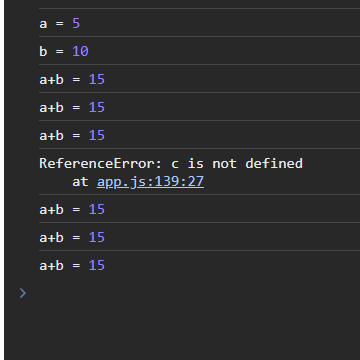 a = 5
b = 10
a+b = 15
a+b = 15
a+b = 15
ReferenceError: c is not defined
at app.js:139:27
a+b = 15
a+b = 15
a+b = 15